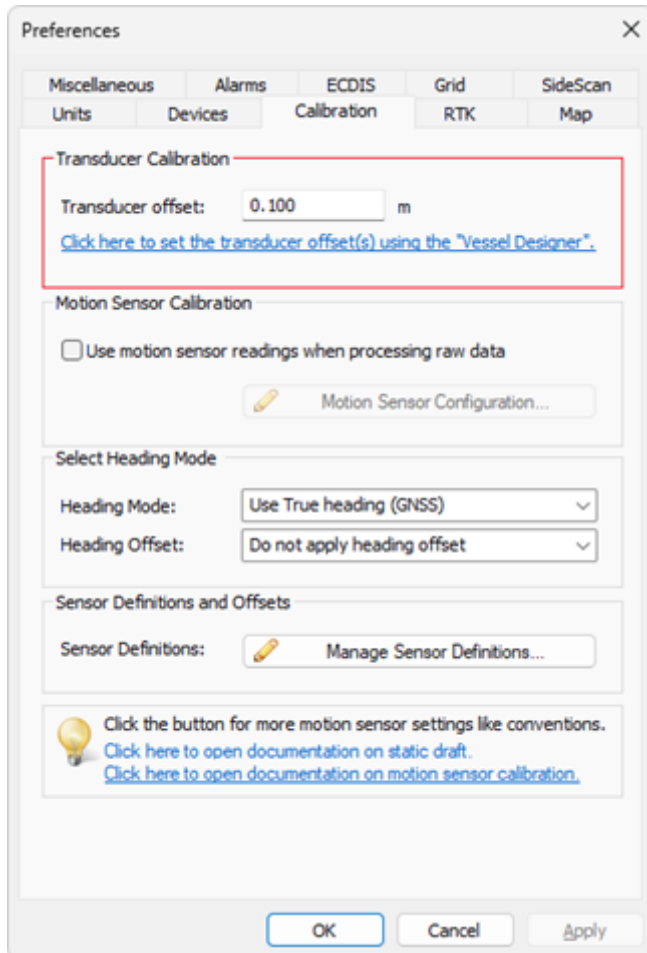 Preferences
Miscellaneous Alarms ECDIS Grid SideScan
Units Devices Calibration RTK Map
Transducer Calibration
Transducer offset: 0.100 m
Click here to set the transducer offset(s) using the "Vessel Designer".
Motion Sensor Calibration
Use motion sensor readings when processing raw data
Motion Sensor Configuration...
Select Heading Mode
Heading Mode: Use True heading (GNSS)
Heading Offset: Do not apply heading offset
Sensor Definitions and Offsets
Sensor Definitions: Manage Sensor Definitions...
Click the button for more motion sensor settings like conventions.
Click here to open documentation on static draft.
Click here to open documentation on motion sensor calibration.
OK Cancel Apply